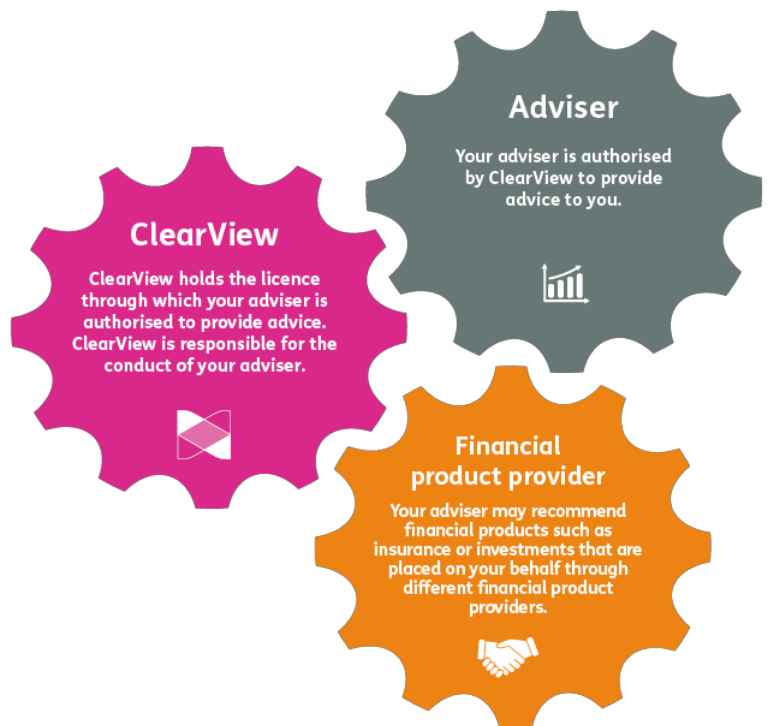 Adviser
Your adviser is authorised
by ClearView to provide
advice to you.
ClearView
ClearView holds the licence
through which your adviser is
authorised to provide advice.
ClearView is responsible for the
conduct of your adviser.
Financial
product provider
Your adviser may recommend
financial products such as
insurance or investments that are
placed on your behalf through
different financial product
providers.